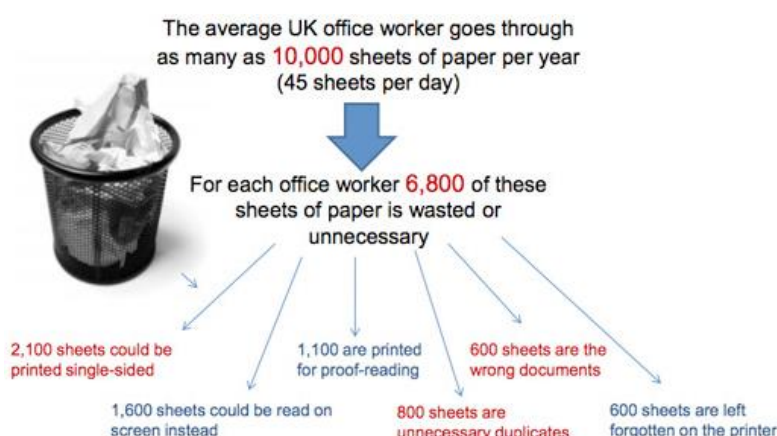 The average UK office worker goes through
as many as 10,000 sheets of paper per year
(45 sheets per day)
For each office worker 6,800 of these
sheets of paper is wasted or
unnecessary
2,100 sheets could be
printed single-sided
1,600 sheets could be read on
screen instead
1,100 are printed
for proof-reading
800 sheets are
unnecessary duplicates
600 sheets are the
wrong documents
600 sheets are left
forgotten on the printer